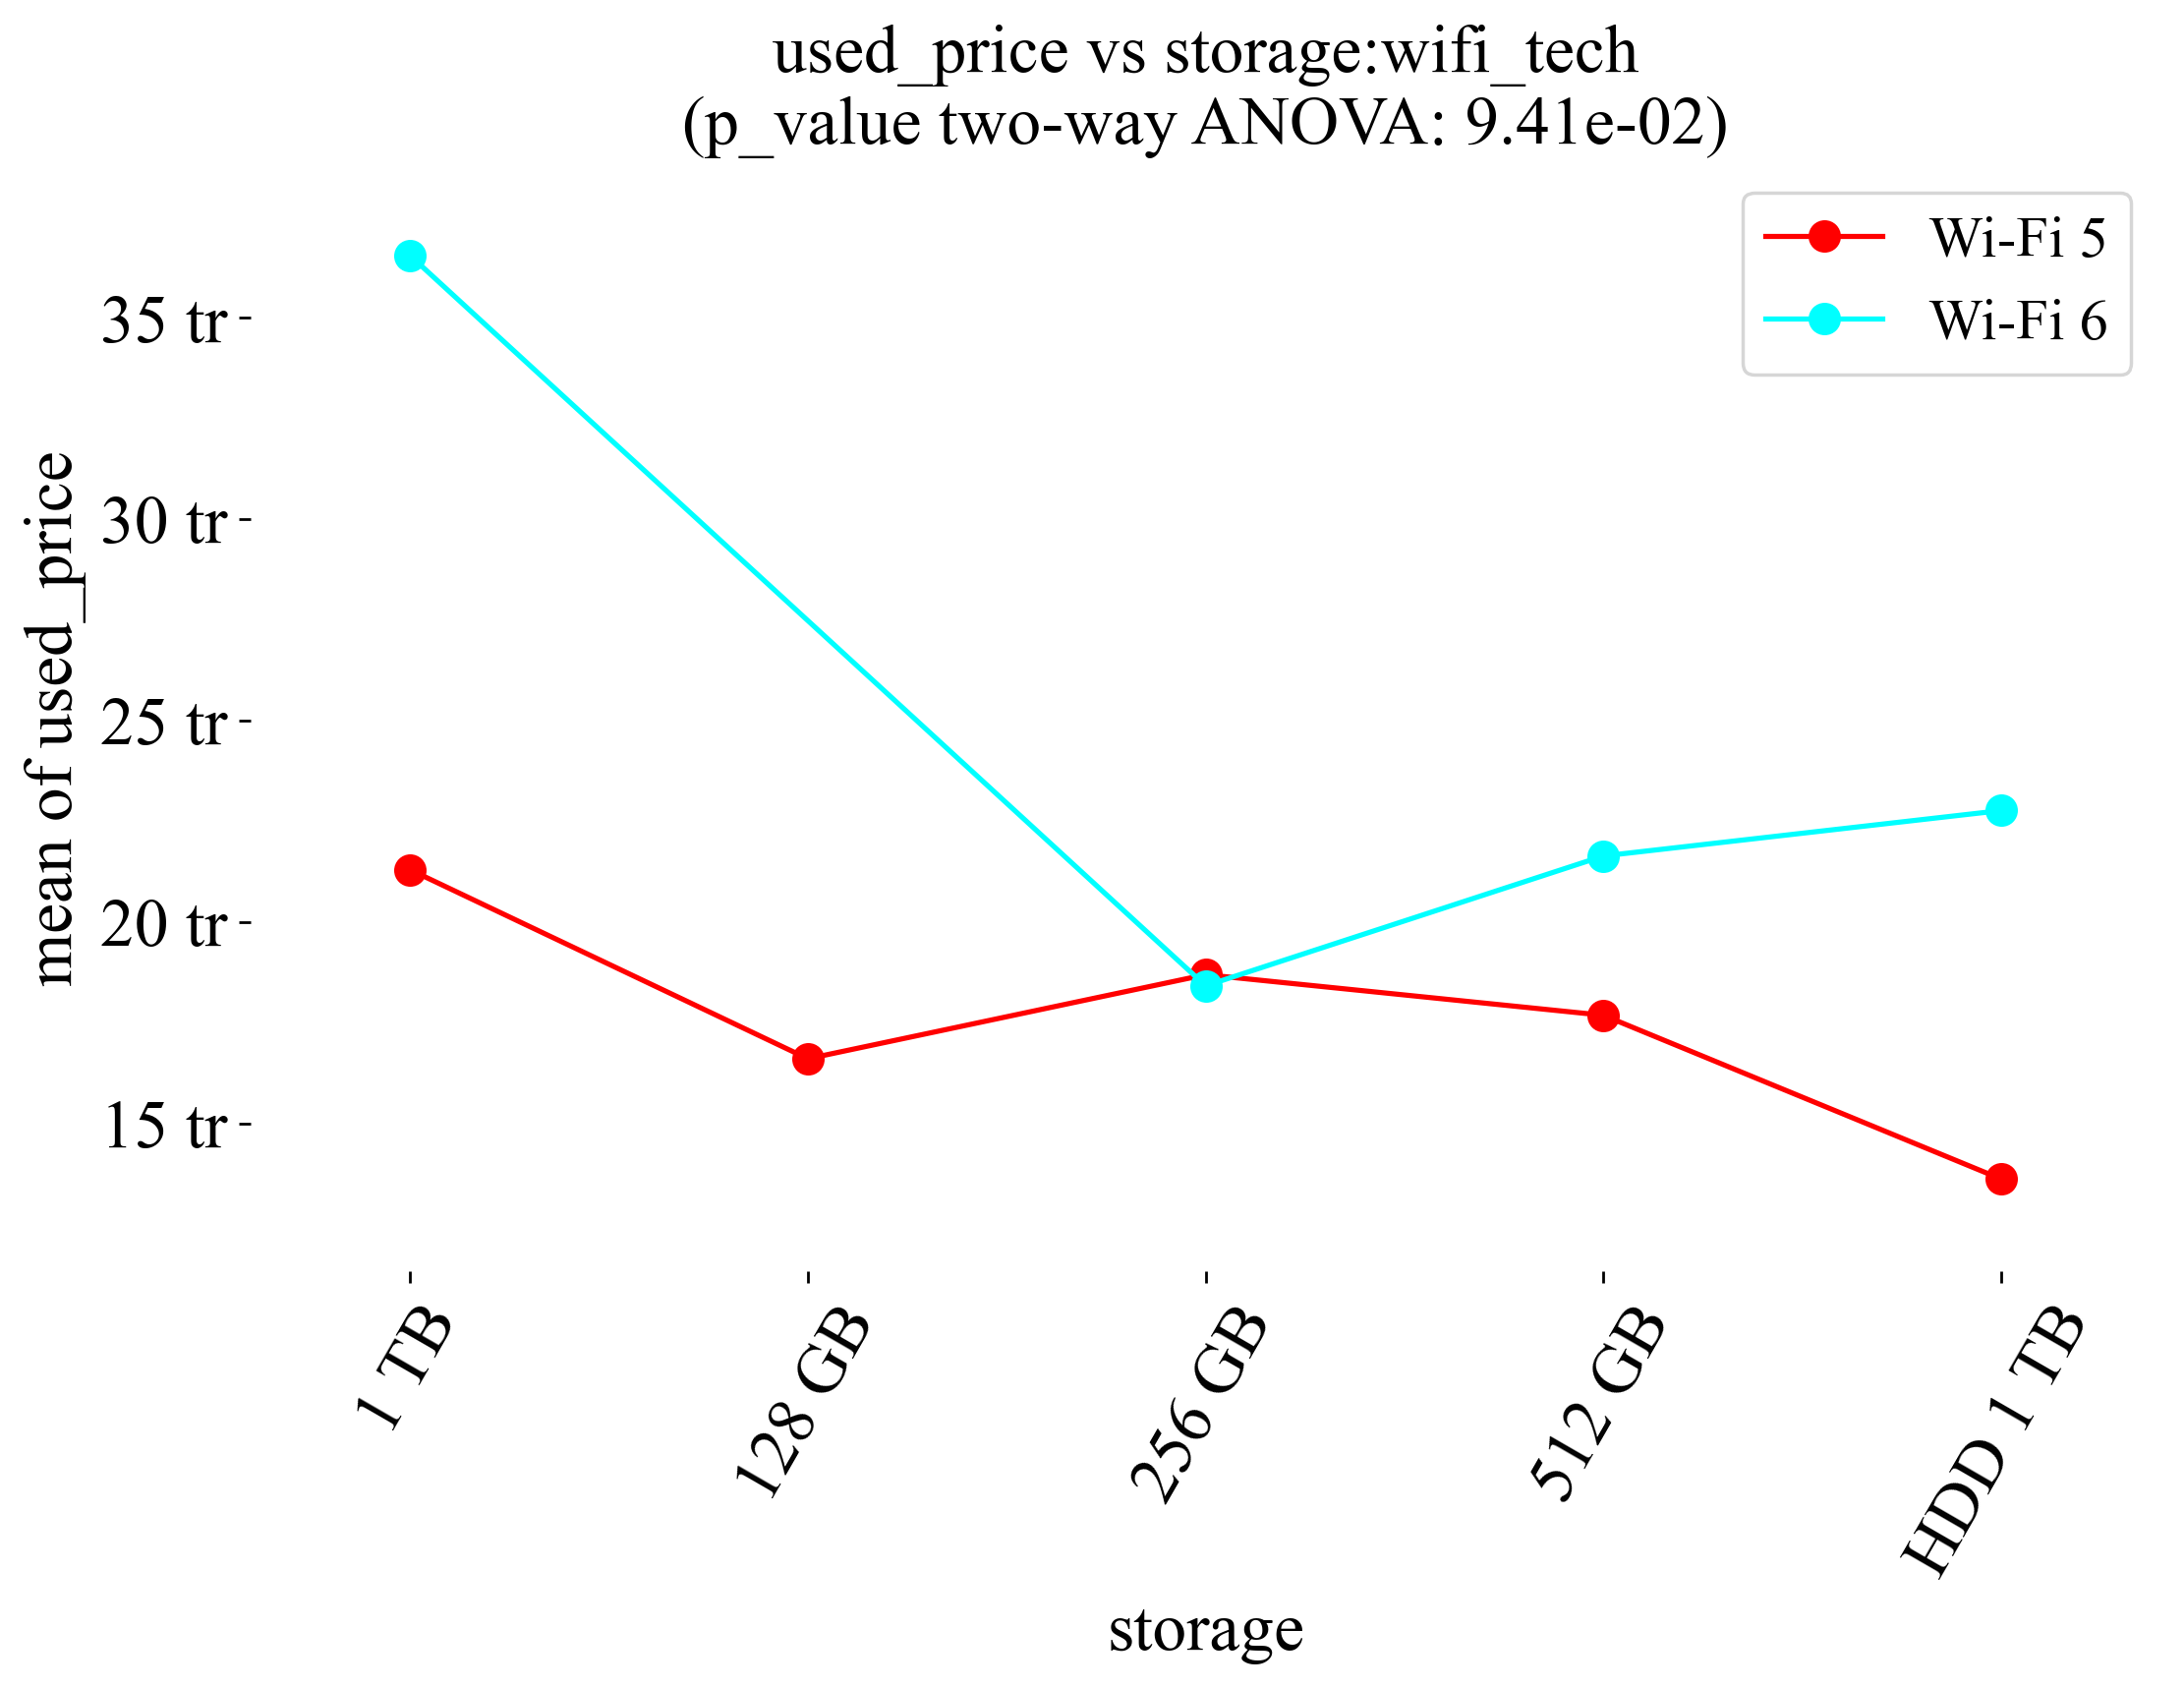 used_price vs storage:wifi_tech
(p_value two-way ANOVA: 9.41e-02)
Wi-Fi 5
Wi-Fi 6
mean of used_price
35 tr
30 tr
25 tr
20 tr
15 tr
1 TB
128 GB
256 GB
512 GB
HDD 1 TB
storage